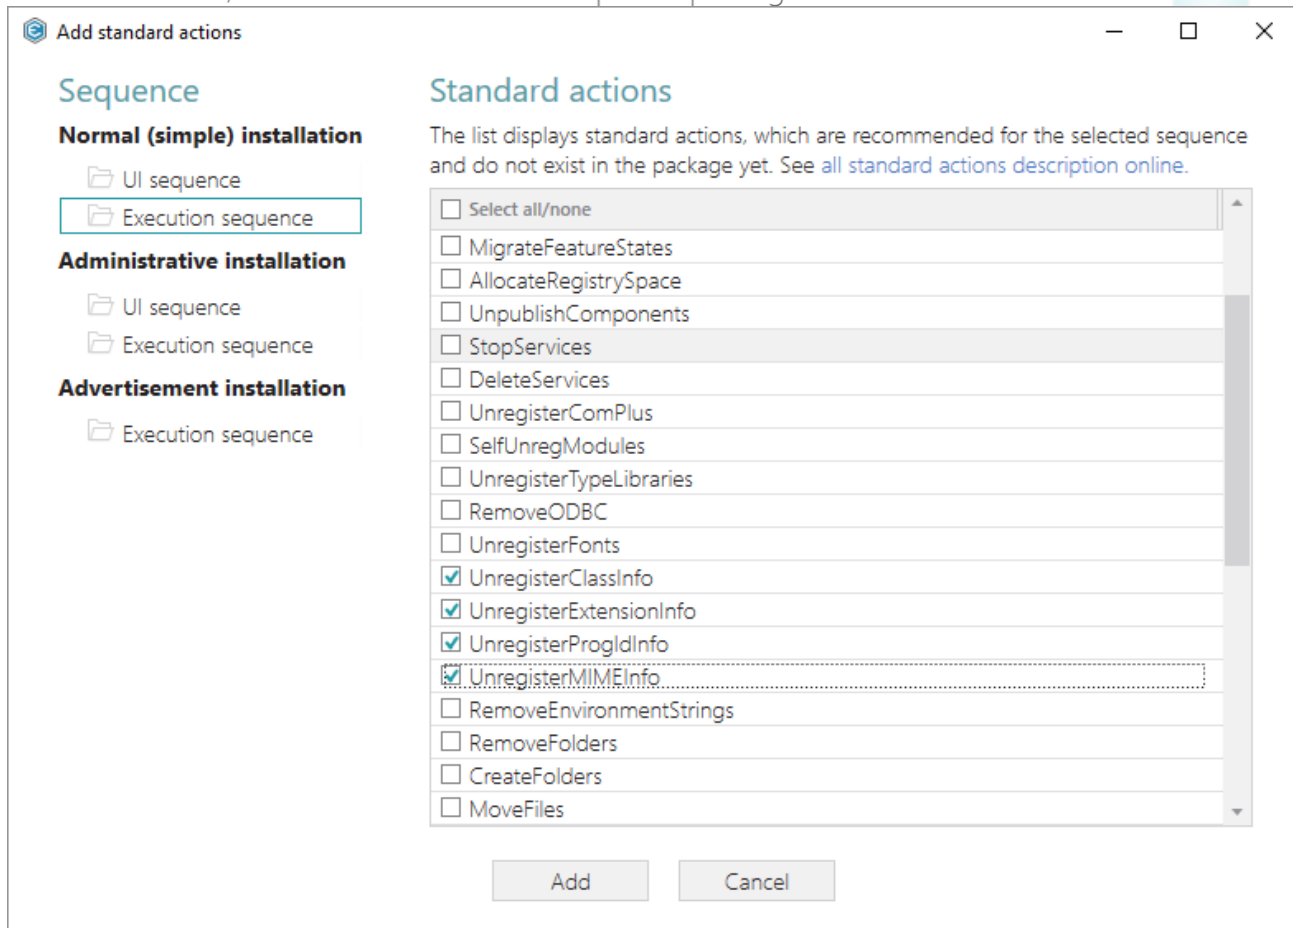 Add standard actions
Sequence
Normal (simple) installation
UI sequence
Execution sequence
Administrative installation
UI sequence
Execution sequence
Advertisement installation
Execution sequence
Standard actions
The list displays standard actions, which are recommended for the selected sequence
and do not exist in the package yet. See all standard actions description online.
Select all/none
MigrateFeatureStates
AllocateRegistrySpace
UnpublishComponents
StopServices
DeleteServices
UnregisterComPlus
SelfUnregModules
UnregisterTypeLibraries
RemoveODBC
UnregisterFonts
UnregisterClassInfo
UnregisterExtensionInfo
UnregisterProgIdInfo
UnregisterMIMEInfo
RemoveEnvironmentStrings
RemoveFolders
CreateFolders
MoveFiles
Add
Cancel